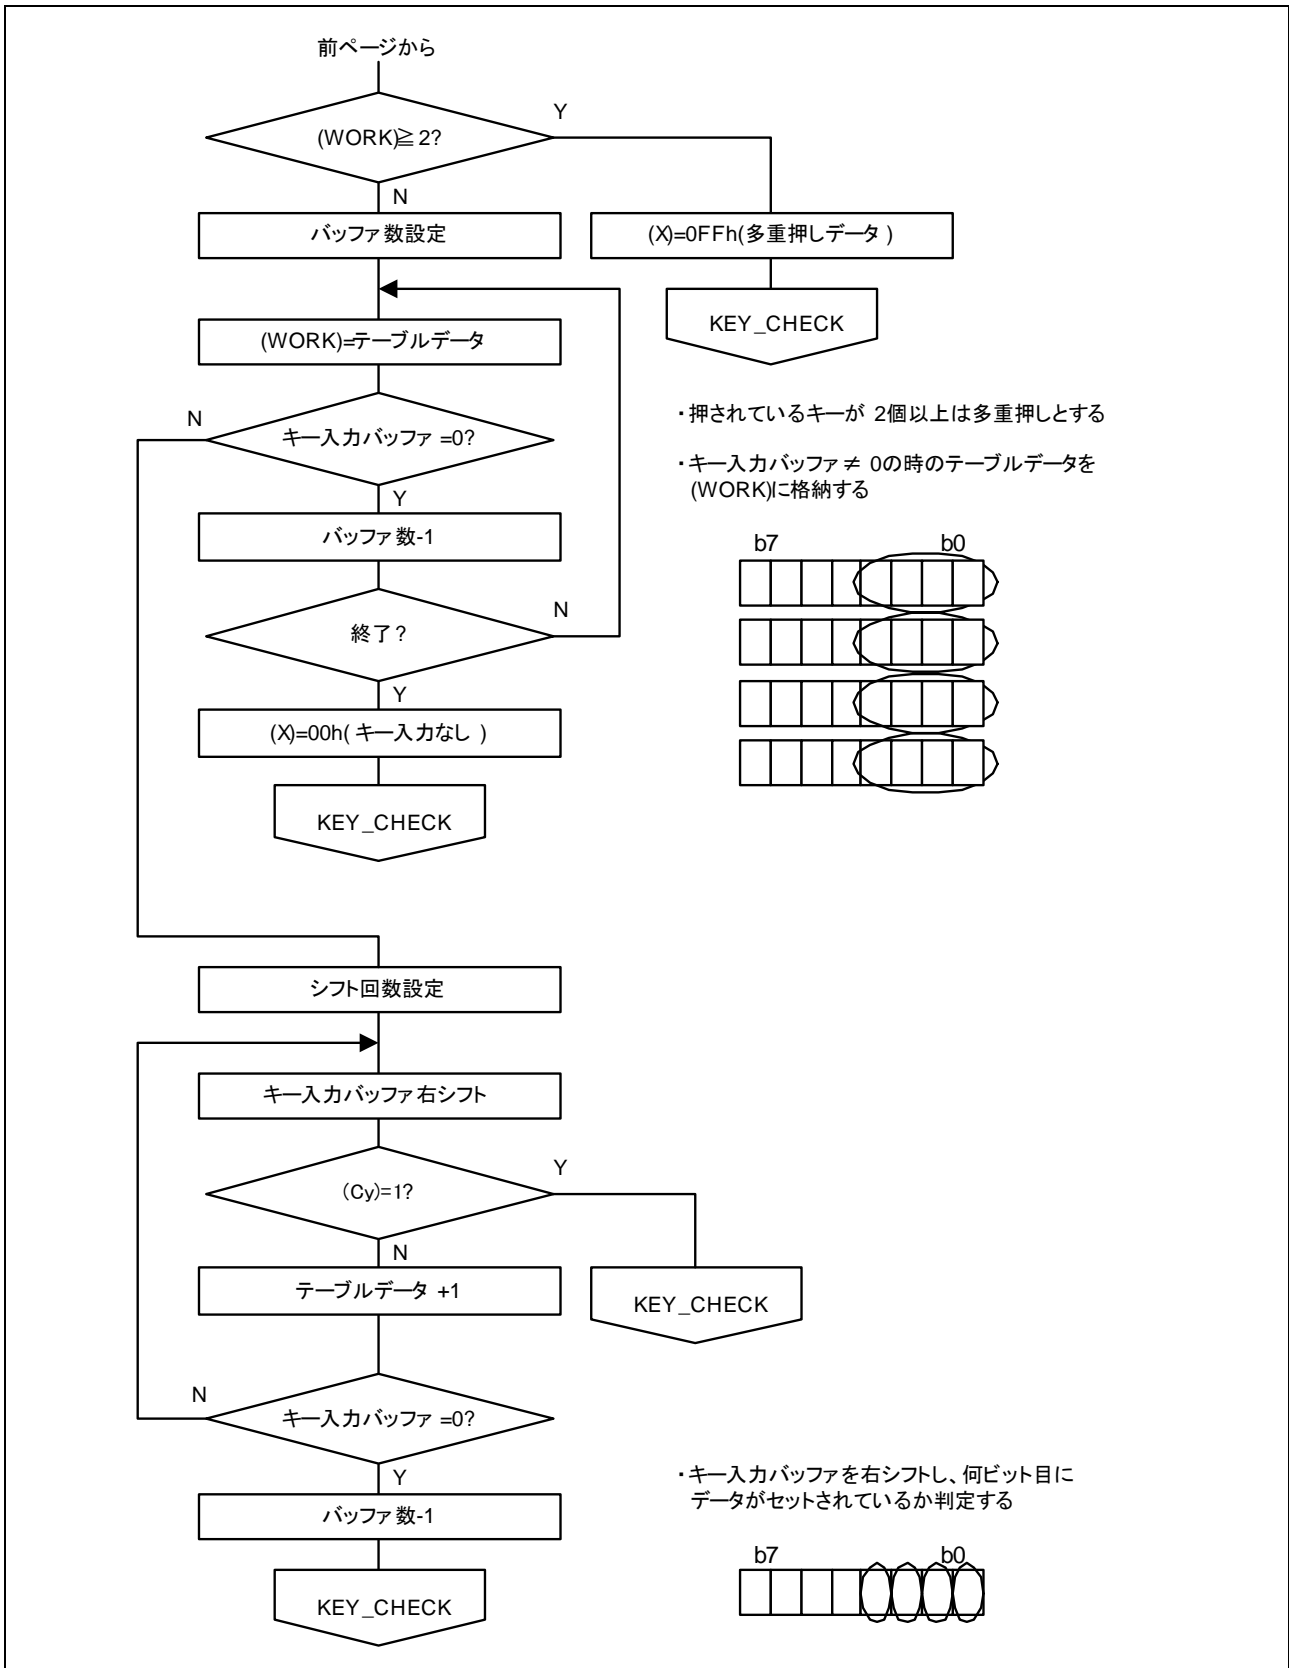 前ページから
(WORK)≧2?
Y
N
バッファ数設定
(X)=0FFh(多重押しデータ )
KEY_CHECK
(WORK)=テーブルデータ
・押されているキーが 2個以上は多重押しとする
N
キー入力バッファ =0?
・キー入力バッファ≠ 0の時のテーブルデータを
(WORK)に格納する
Y
バッファ数-1
b7 b0
終了?
N
Y
(X)=00h(キー入力なし )
KEY_CHECK
シフト回数設定
キー入力バッファ右シフト
(Cy)=1?
Y
N
テーブルデータ +1
KEY_CHECK
N
キー入力バッファ =0?
Y
・キー入力バッファを右シフトし、何ビット目に
データがセットされているか判定する
バッファ数-1
b7 b0
KEY_CHECK